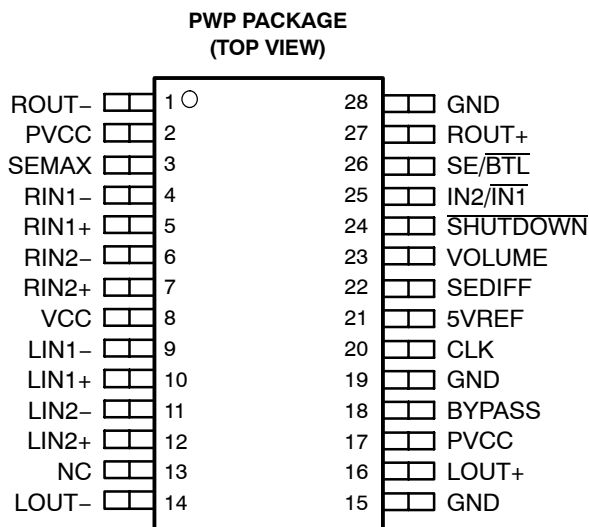 PWP PACKAGE
(TOP VIEW)
ROUT− 1 28 GND
PVCC 2 27 ROUT+
SEMAX 3 26 SE/B̅T̅L̅
RIN1− 4 25 IN2/I̅N̅1̅
RIN1+ 5 24 S̅H̅U̅T̅D̅O̅W̅N̅
RIN2− 6 23 VOLUME
RIN2+ 7 22 SEDIFF
VCC 8 21 5VREF
LIN1− 9 20 CLK
LIN1+ 10 19 GND
LIN2− 11 18 BYPASS
LIN2+ 12 17 PVCC
NC 13 16 LOUT+
LOUT− 14 15 GND